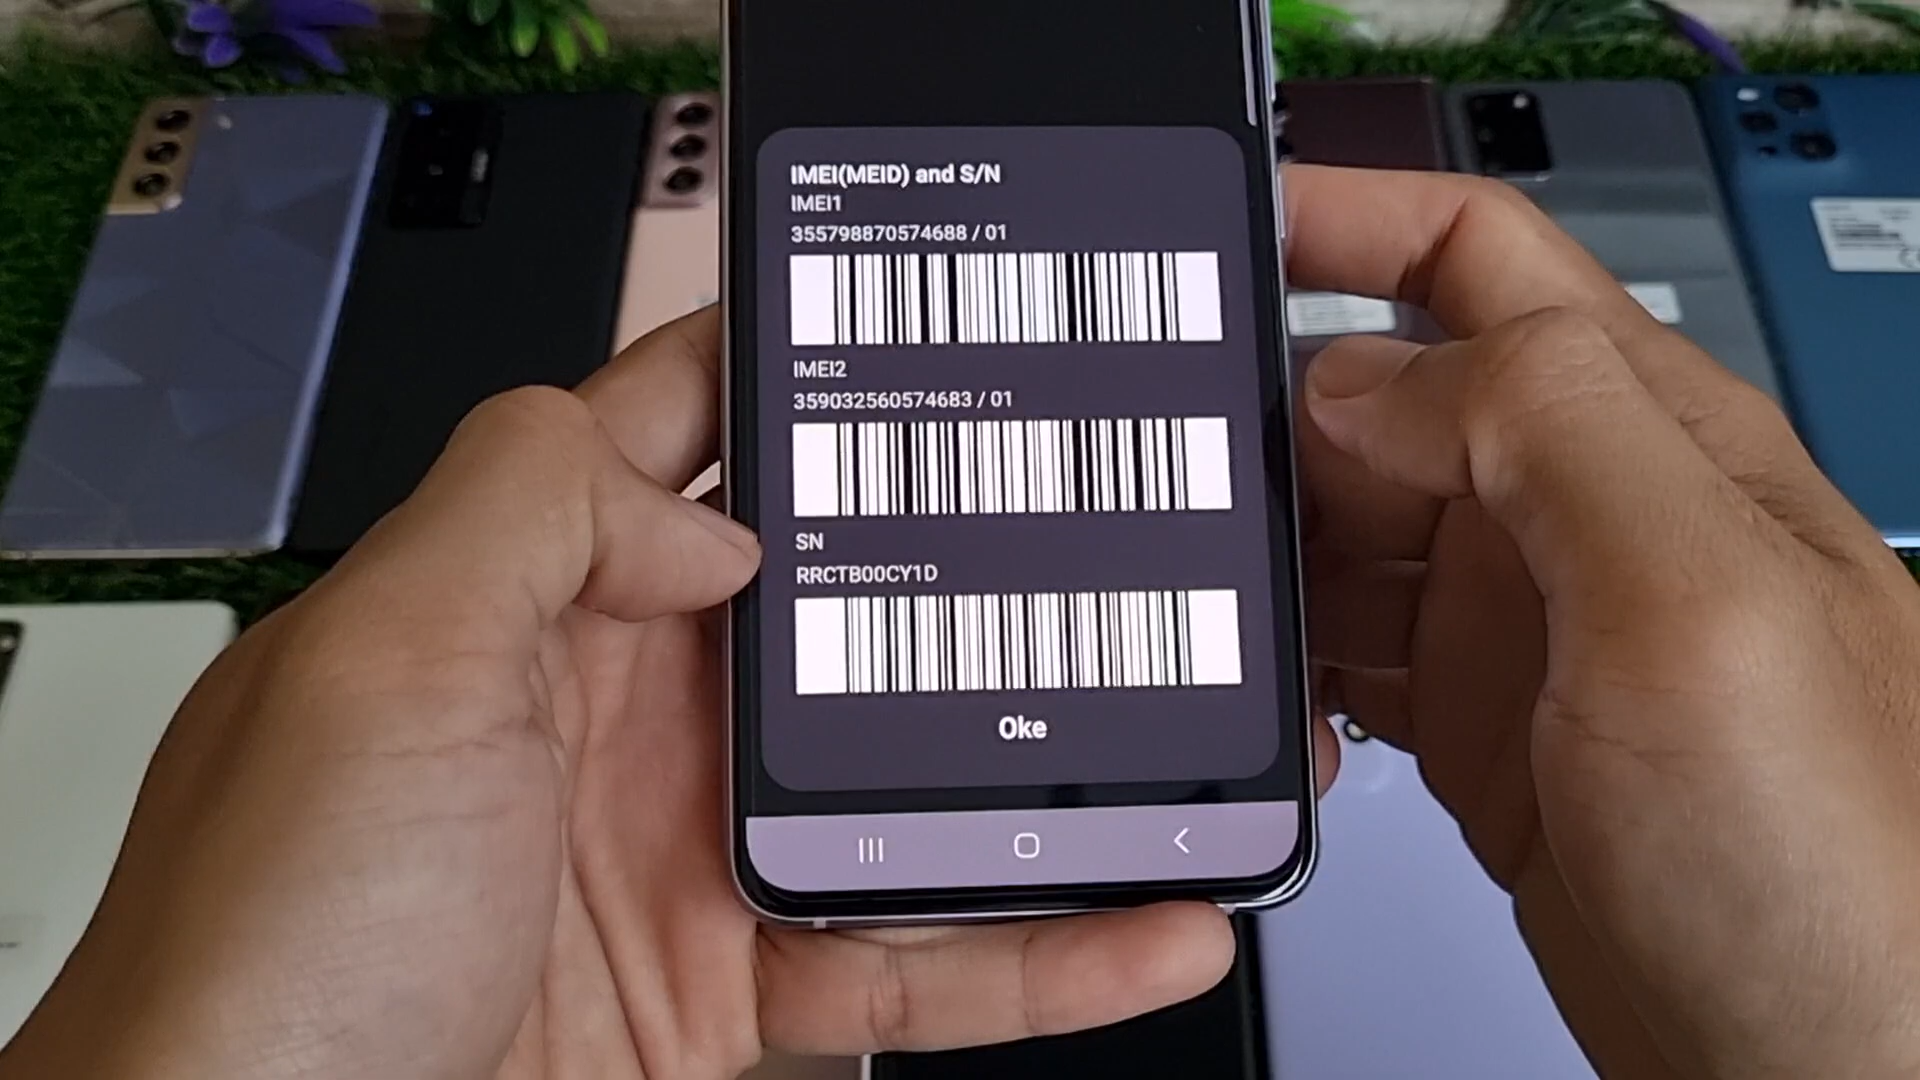 IMEI(MEID) and S/N
IMEI1
355798870574688 / 01
IMEI2
359032560574683 / 01
SN
RRCTB00CY1D
Oke